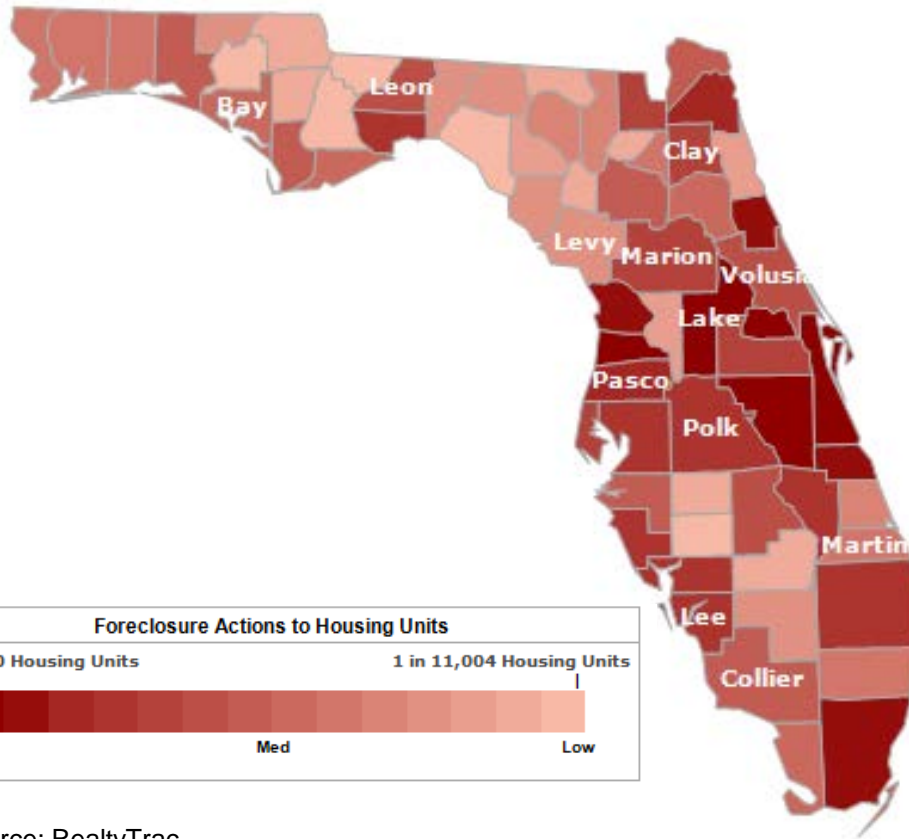 Leon
Bay
Clay
Levy
Marion
Volusi
Lake
Pasco
Polk
Martin
Lee
Collier
Foreclosure Actions to Housing Units
0 Housing Units 1 in 11,004 Housing Units
Med Low
rce: RealtyTrac